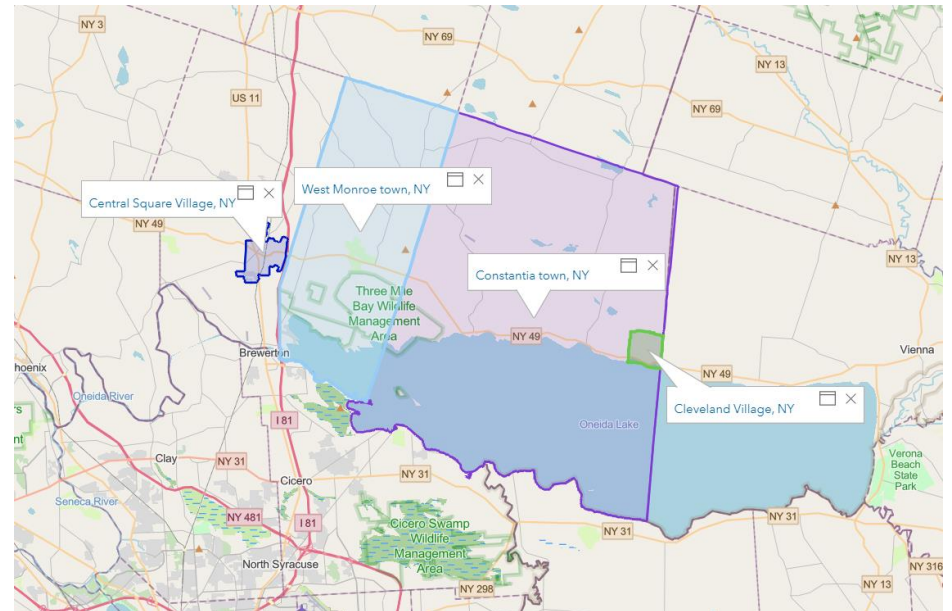 NY 3
NY 69
NY 13
US 11
NY 69
West Monroe town, NY
Central Square Village, NY
NY 49
NY 13
Constantia town, NY
Three Mile
Bay Wildlife
Management
Area
NY 49
Brewerton
Vienna
hoenix
NY 49
Oneida River
Cleveland Village, NY
I 81
Oneida Lake
nt
Clay
NY 31
Verona
Beach
State
Park
NY 31
Cicero
Seneca River
NY 481
I 81
NY 31
NY 31
Cicero Swamp
Wildlife
Management
Area
North Syracuse
NY 316
NY 298
NY 13